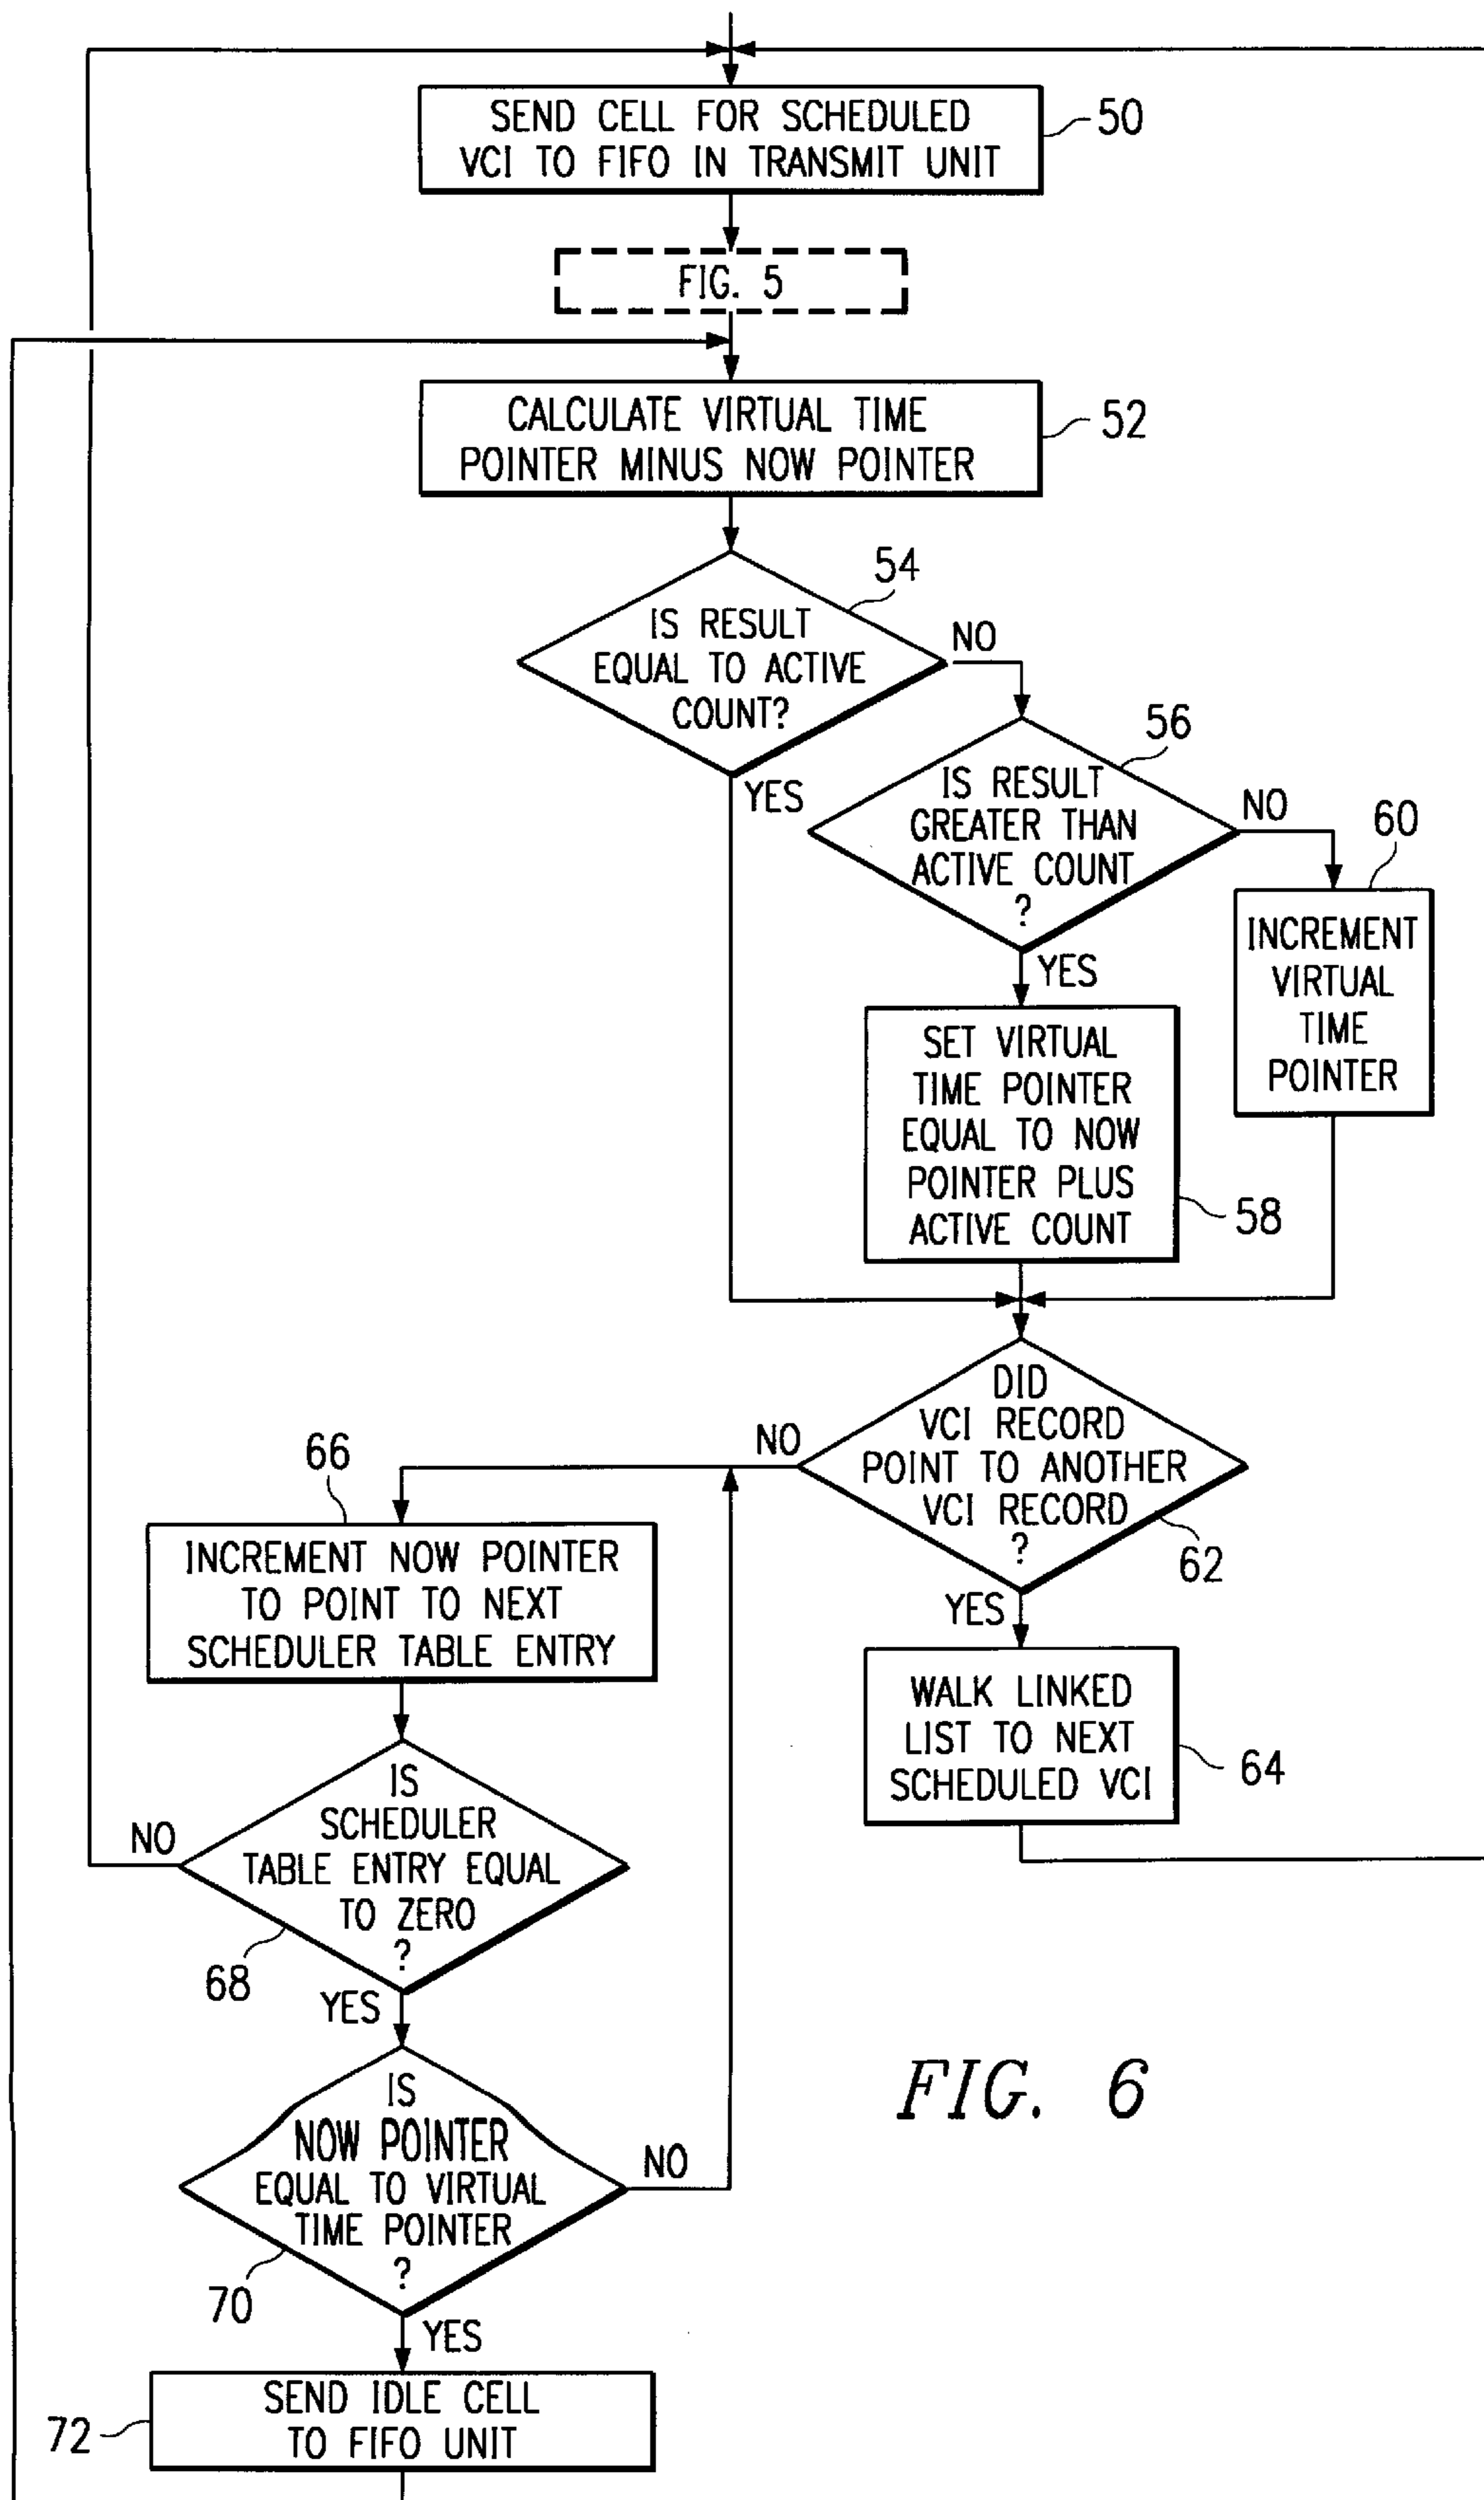 SEND CELL FOR SCHEDULED
VCI TO FIFO IN TRANSMIT UNIT
50
FIG. 5
CALCULATE VIRTUAL TIME
POINTER MINUS NOW POINTER
52
54
IS RESULT
EQUAL TO ACTIVE
COUNT?
NO
YES
56
IS RESULT
GREATER THAN
ACTIVE COUNT
?
NO
YES
60
INCREMENT
VIRTUAL
TIME
POINTER
SET VIRTUAL
TIME POINTER
EQUAL TO NOW
POINTER PLUS
ACTIVE COUNT
58
DID
VCI RECORD
POINT TO ANOTHER
VCI RECORD
?
NO
62
YES
66
INCREMENT NOW POINTER
TO POINT TO NEXT
SCHEDULER TABLE ENTRY
WALK LINKED
LIST TO NEXT
SCHEDULED VCI
64
IS
SCHEDULER
TABLE ENTRY EQUAL
TO ZERO
?
NO
68
YES
IS
NOW POINTER
EQUAL TO VIRTUAL
TIME POINTER
?
NO
70
YES
SEND IDLE CELL
TO FIFO UNIT
72
FIG. 6